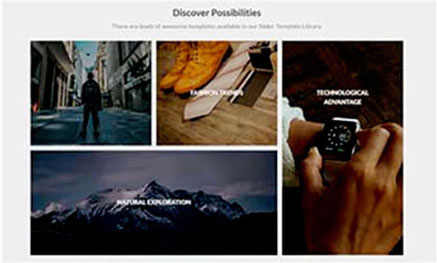 Discover Possibilities
There are loads of awesome templates available in our Slider Template Library
FASHION TRENDS
TECHNOLOGICAL
ADVANTAGE
NATURAL EXPLORATION